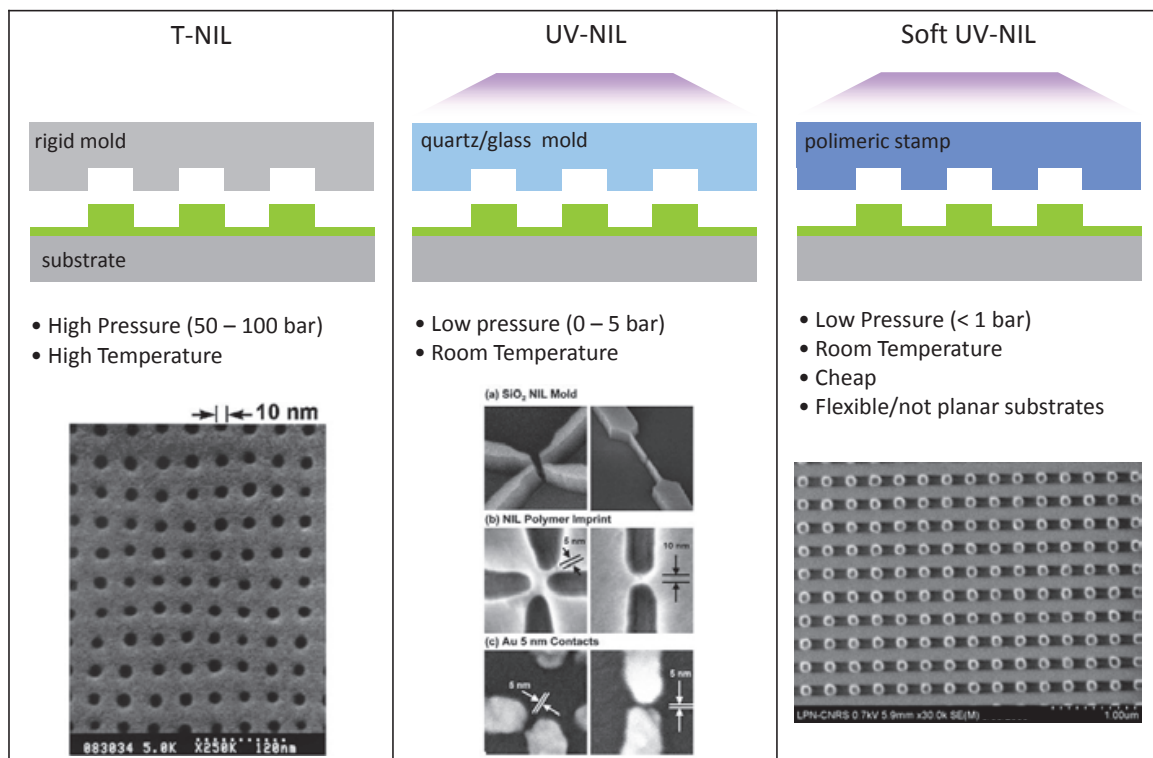 T-NIL
rigid mold
substrate
• High Pressure (50 – 100 bar)
• High Temperature
10 nm
083034 5.0K X250K 120nm
UV-NIL
quartz/glass mold
• Low pressure (0 – 5 bar)
• Room Temperature
(a) SiO₂ NIL Mold
(b) NIL Polymer Imprint
5 nm
10 nm
(c) Au 5 nm Contacts
5 nm
5 nm
Soft UV-NIL
polimeric stamp
• Low Pressure (< 1 bar)
• Room Temperature
• Cheap
• Flexible/not planar substrates
LPN-CNRS 0.7kV 5.9mm x30.0k SE(M)
1.00um